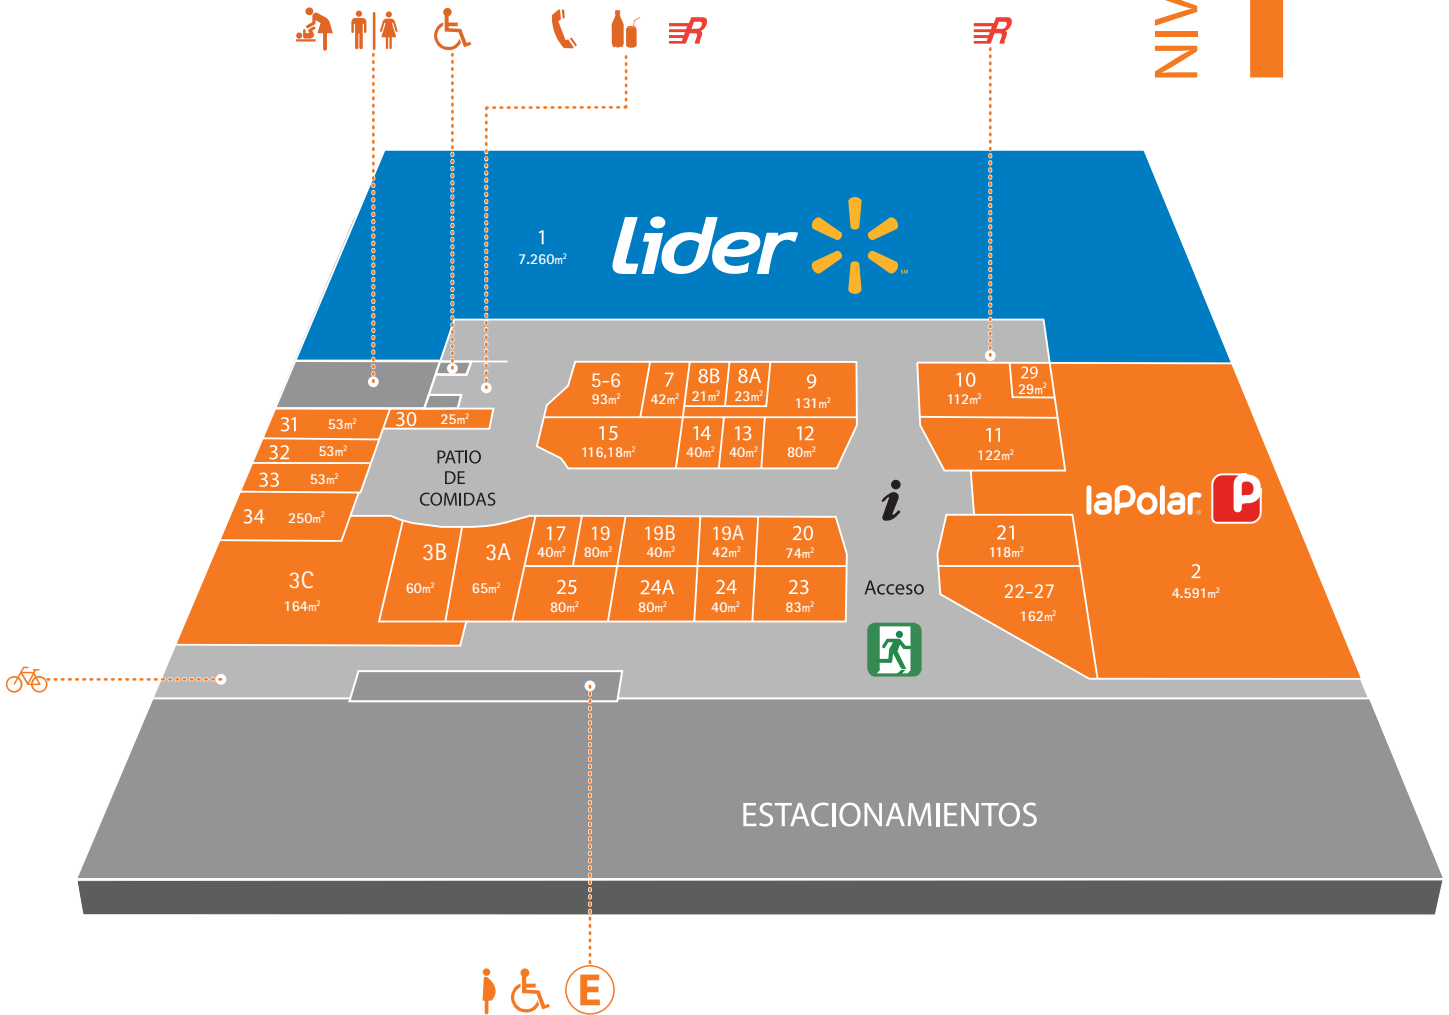 NIV
R
R
1
7.260m²
lider
SM
5-6
93m²
7
42m²
8B
21m²
8A
23m²
9
131m²
10
112m²
29
29m²
31
53m²
30
25m²
32
53m²
33
53m²
34
250m²
PATIO
DE
COMIDAS
15
116,18m²
14
40m²
13
40m²
12
80m²
11
122m²
i
laPolar
P
3B
60m²
3A
65m²
17
40m²
19
80m²
19B
40m²
19A
42m²
20
74m²
21
118m²
3C
164m²
25
80m²
24A
80m²
24
40m²
23
83m²
Acceso
22-27
162m²
2
4.591m²
ESTACIONAMIENTOS
E